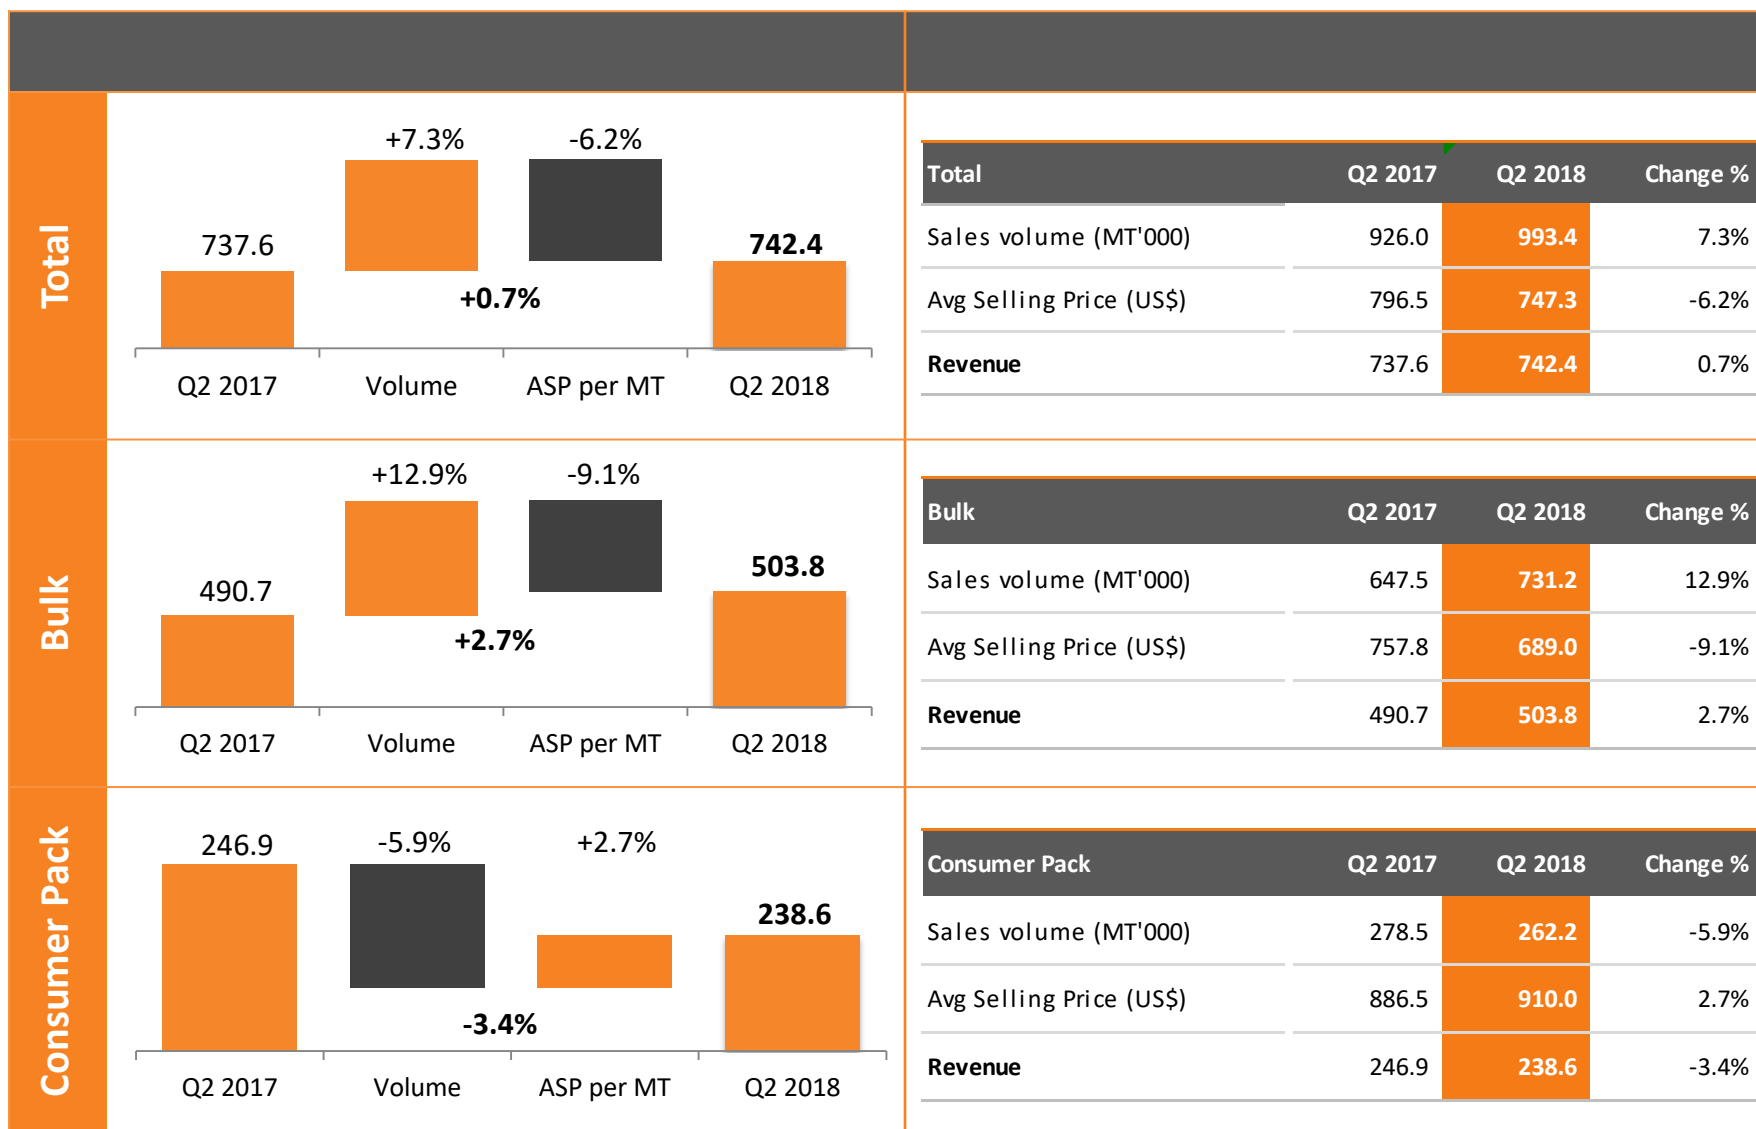 Total
+7.3% -6.2%
737.6 742.4
+0.7%
Q2 2017 Volume ASP per MT Q2 2018
Total Q2 2017 Q2 2018 Change %
Sales volume (MT'000) 926.0 993.4 7.3%
Avg Selling Price (US$) 796.5 747.3 -6.2%
Revenue 737.6 742.4 0.7%
Bulk
+12.9% -9.1%
490.7 503.8
+2.7%
Q2 2017 Volume ASP per MT Q2 2018
Bulk Q2 2017 Q2 2018 Change %
Sales volume (MT'000) 647.5 731.2 12.9%
Avg Selling Price (US$) 757.8 689.0 -9.1%
Revenue 490.7 503.8 2.7%
Consumer Pack
246.9 -5.9% +2.7%
238.6
-3.4%
Q2 2017 Volume ASP per MT Q2 2018
Consumer Pack Q2 2017 Q2 2018 Change %
Sales volume (MT'000) 278.5 262.2 -5.9%
Avg Selling Price (US$) 886.5 910.0 2.7%
Revenue 246.9 238.6 -3.4%